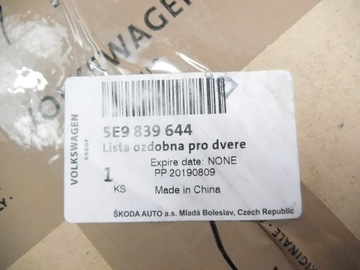 VOLKSWAGEN
GROUP
5E9 839 644
Lista ozdobna pro dvere
Expire date: NONE
1 PP 20190809
KS Made in China
ŠKODA AUTO a.s. Mladá Boleslav, Czech Republic
VOLKSWAGEN
ORIGINALE